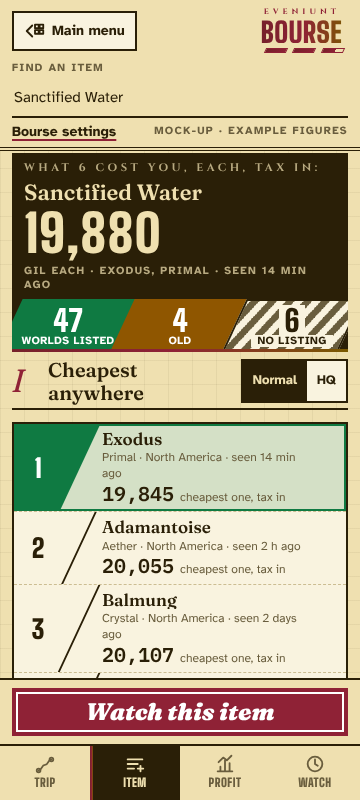 Main menu
EVENIUNT
BOURSE
FIND AN ITEM
Sanctified Water
Bourse settings
MOCK-UP · EXAMPLE FIGURES
WHAT 6 COST YOU, EACH, TAX IN:
Sanctified Water
19,880
GIL EACH · EXODUS, PRIMAL · SEEN 14 MIN
AGO
47
WORLDS LISTED
4
OLD
6
NO LISTING
I
Cheapest
anywhere
Normal
HQ
1
Exodus
Primal · North America · seen 14 min
ago
19,845 cheapest one, tax in
2
Adamantoise
Aether · North America · seen 2 h ago
20,055 cheapest one, tax in
3
Balmung
Crystal · North America · seen 2 days
ago
20,107 cheapest one, tax in
Watch this item
TRIP
ITEM
PROFIT
WATCH